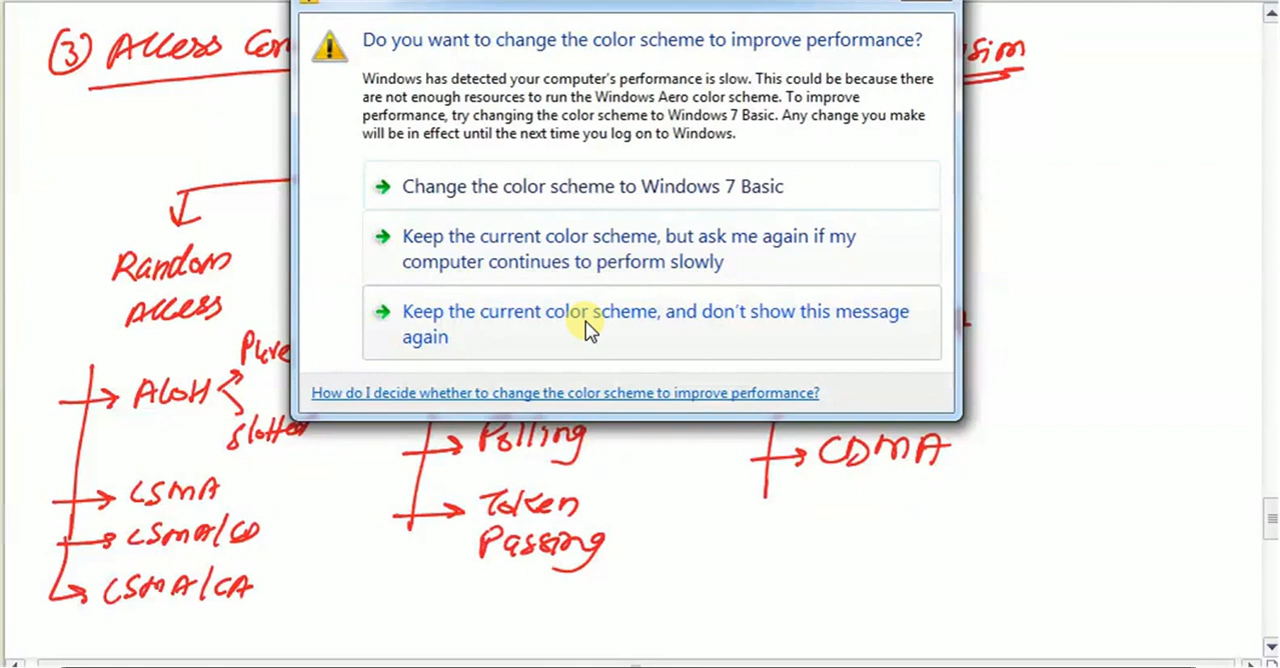 (3) Access Con
Do you want to change the color scheme to improve performance?
Windows has detected your computer's performance is slow. This could be because there
are not enough resources to run the Windows Aero color scheme. To improve
performance, try changing the color scheme to Windows 7 Basic. Any change you make
will be in effect until the next time you log on to Windows.
Change the color scheme to Windows 7 Basic
Keep the current color scheme, but ask me again if my
computer continues to perform slowly
Keep the current color scheme, and don't show this message
again
How do I decide whether to change the color scheme to improve performance?
Random
Access
Pure
ALOH
Slotted
CSMA
CSMA/CD
CSMA/CA
Polling
Token
Passing
CDMA